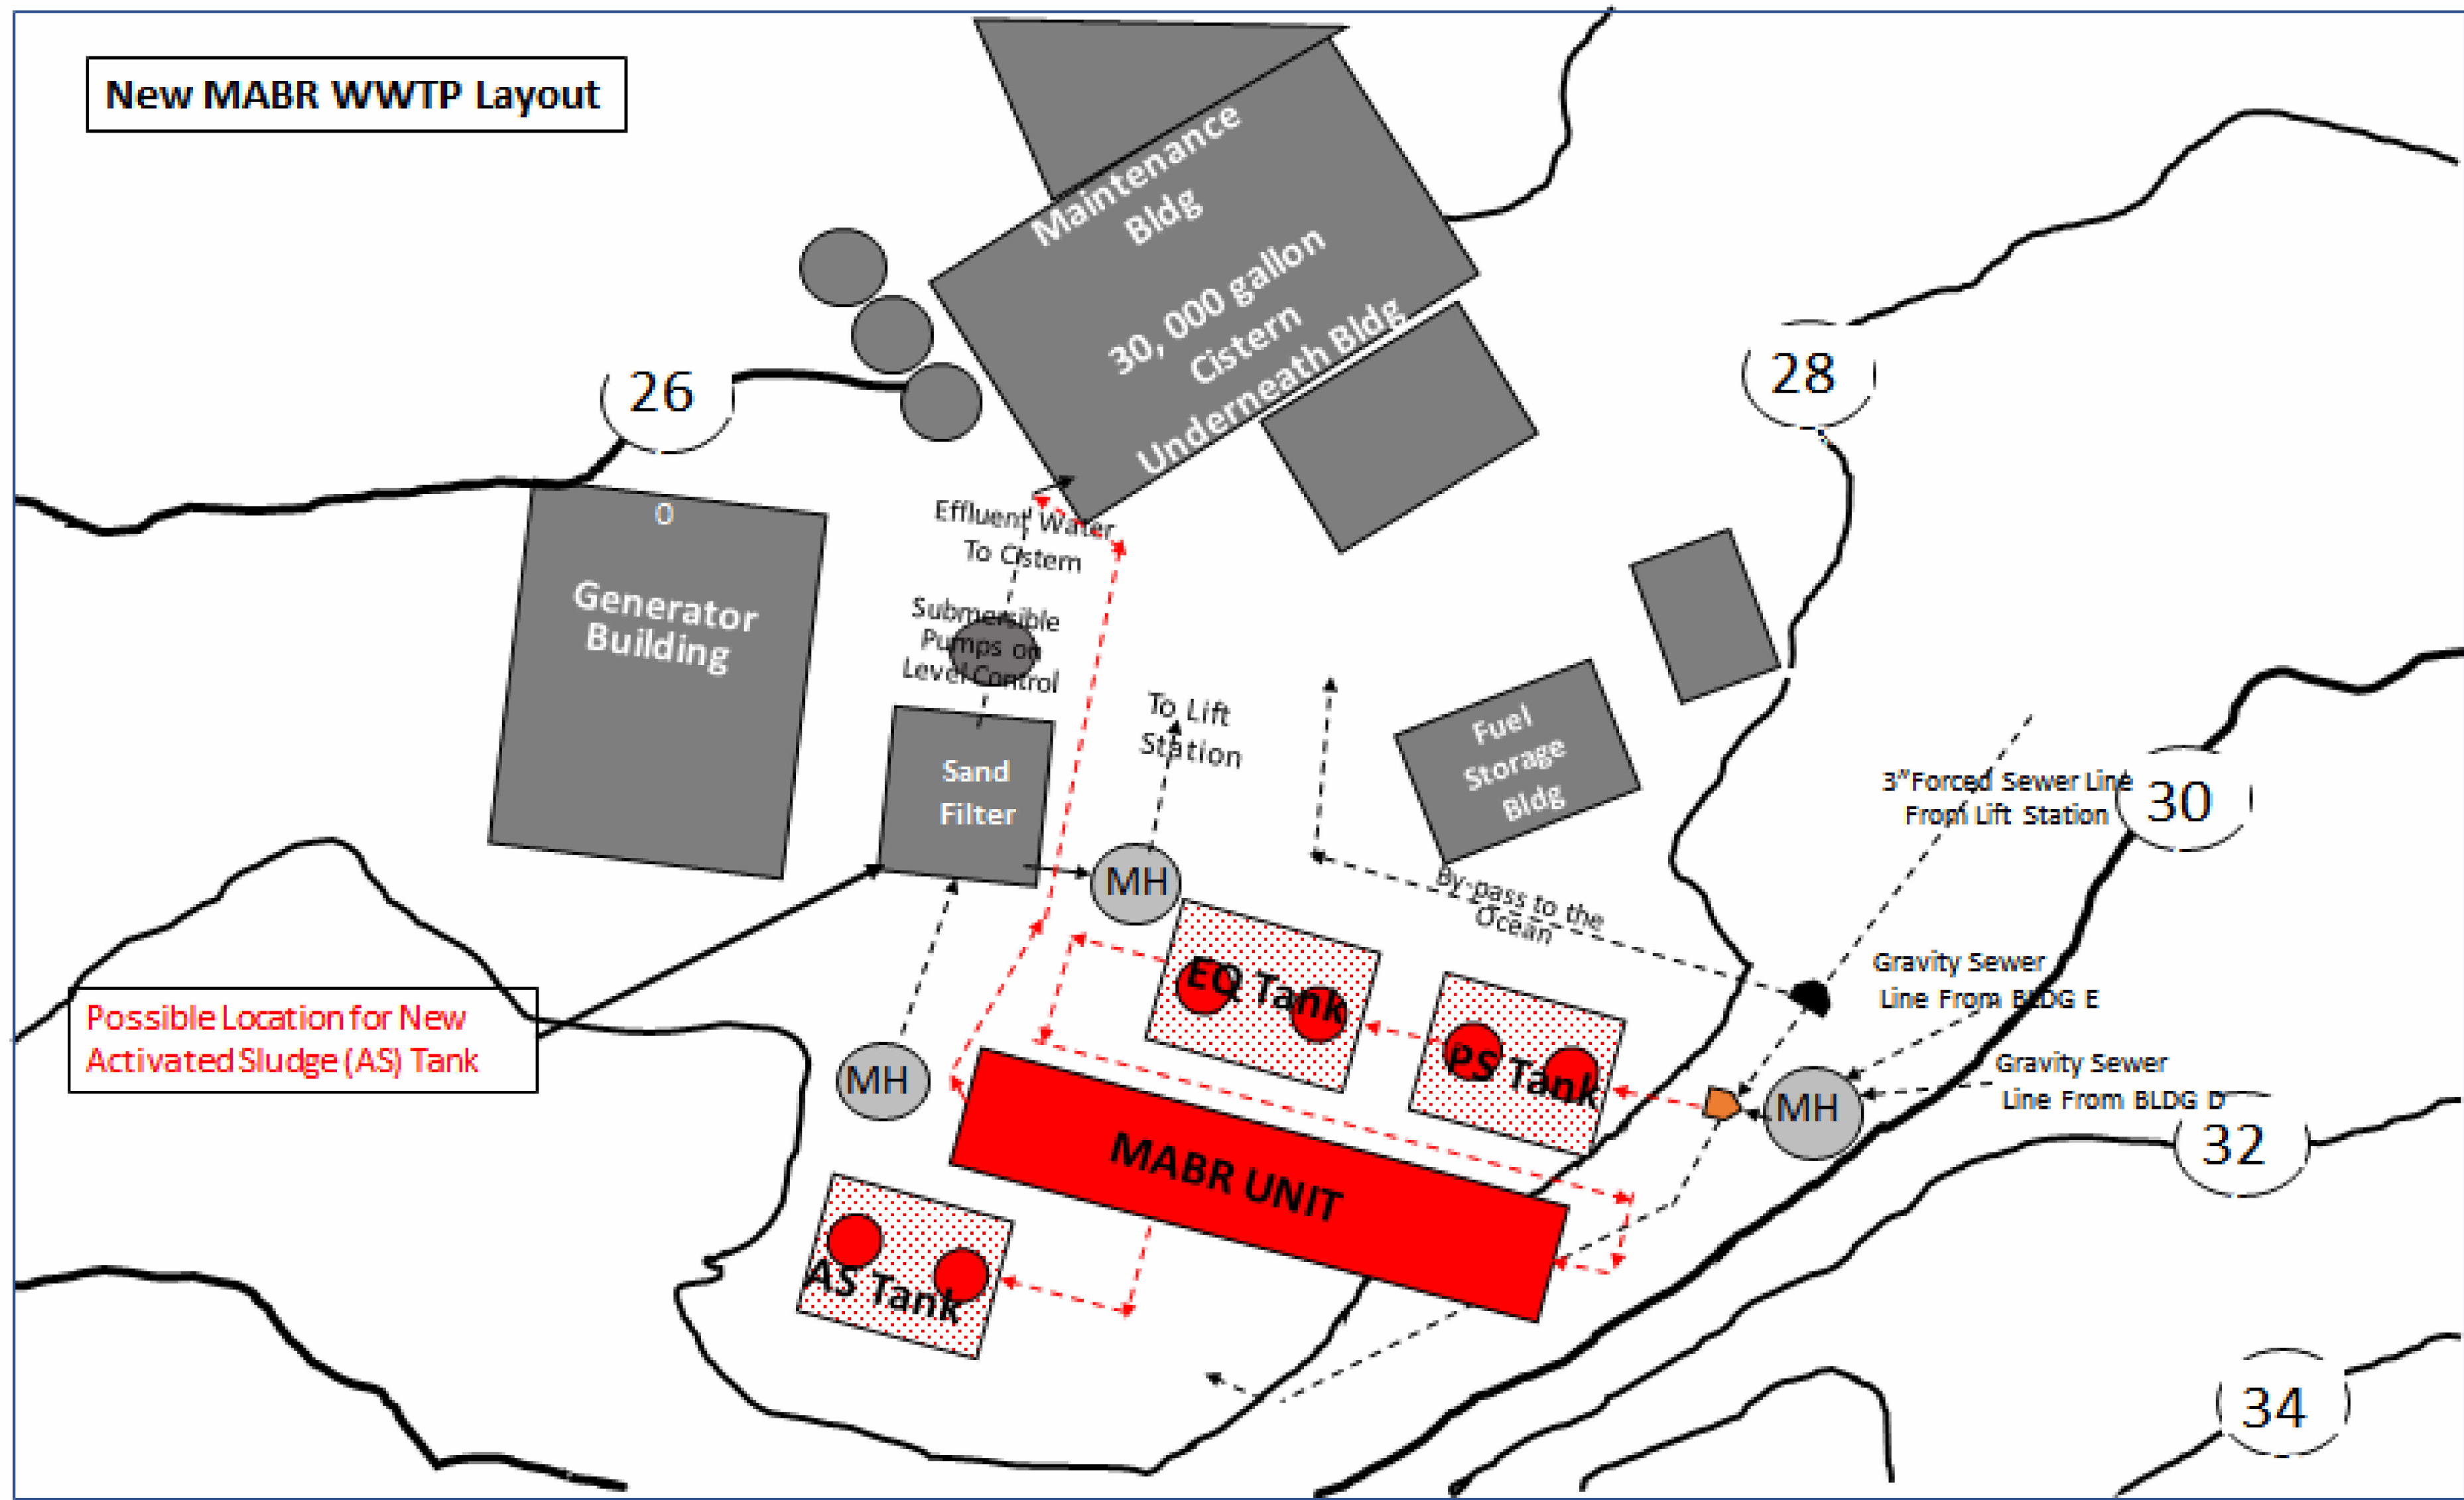 New MABR WWTP Layout
Maintenance
Bldg
30, 000 gallon
Cistern
Underneath Bldg
26
28
0
Generator
Building
Effluent Water
To Cistern
Submersible
Pumps on
Level Control
To Lift
Station
Sand
Filter
Fuel
Storage
Bldg
3"Forced Sewer Line
From Lift Station
30
MH
By-pass to the
Ocean
Gravity Sewer
Line From BLDG E
EQ Tank
PS Tank
Possible Location for New
Activated Sludge (AS) Tank
MH
Gravity Sewer
Line From BLDG D
MH
32
MABR UNIT
AS Tank
34